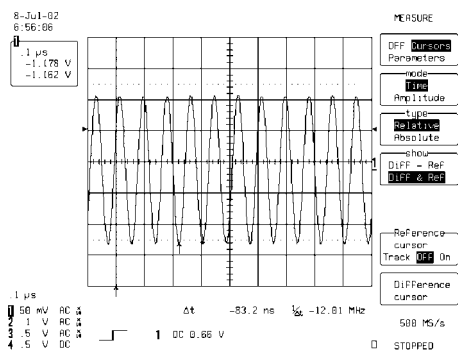 8-Jul-02
6:56:06
1
.1 µs
-1.178 V
-1.162 V
MEASURE
OFF Cursors
Parameters
mode
Time
Amplitude
type
Relative
Absolute
show
Diff - Ref
Diff & Ref
1
Reference
cursor
Track OFF On
Difference
cursor
.1 µs
1 50 mV AC
2 1 V AC
3 .5 V AC
4 .5 V DC
Δt -83.2 ns 1/Δt -12.01 MHz
1 DC 0.66 V
500 MS/s
STOPPED